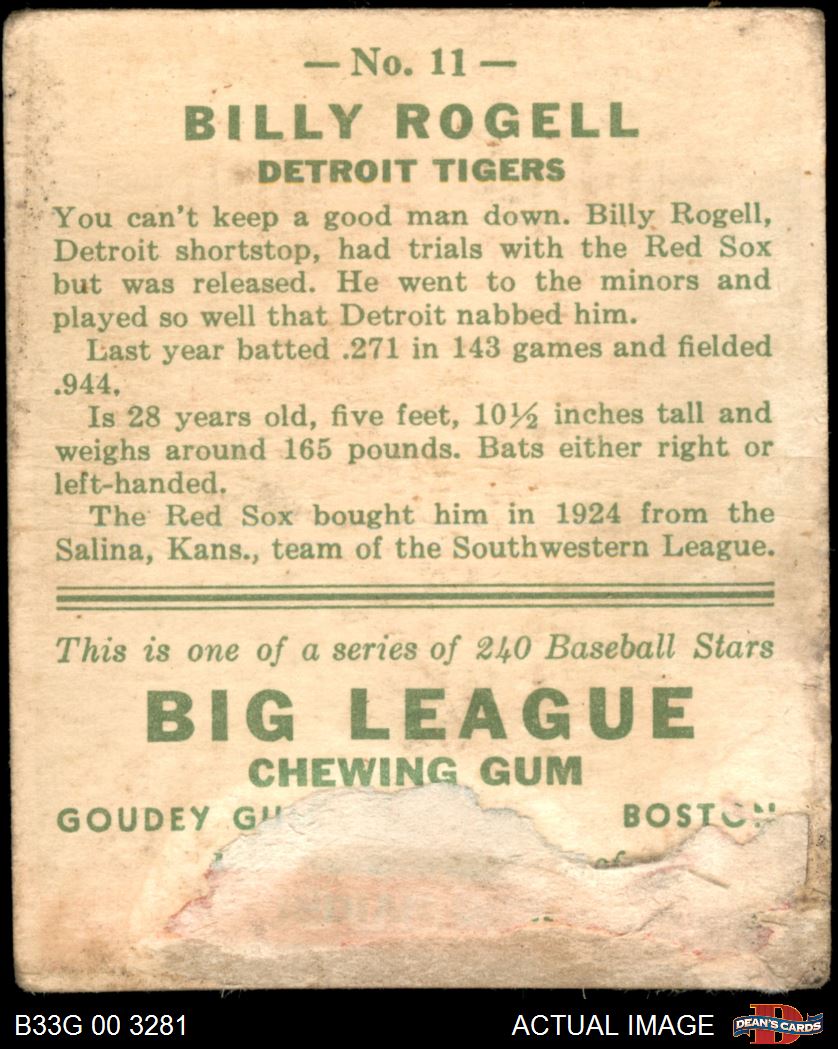 — No. 11 —
BILLY ROGELL
DETROIT TIGERS
You can't keep a good man down. Billy Rogell,
Detroit shortstop, had trials with the Red Sox
but was released. He went to the minors and
played so well that Detroit nabbed him.
Last year batted .271 in 143 games and fielded
.944.
Is 28 years old, five feet, 10½ inches tall and
weighs around 165 pounds. Bats either right or
left-handed.
The Red Sox bought him in 1924 from the
Salina, Kans., team of the Southwestern League.
This is one of a series of 240 Baseball Stars
BIG LEAGUE
CHEWING GUM
GOUDEY GU BOSTON
of
B33G 00 3281 ACTUAL IMAGE DEAN'S CARDS